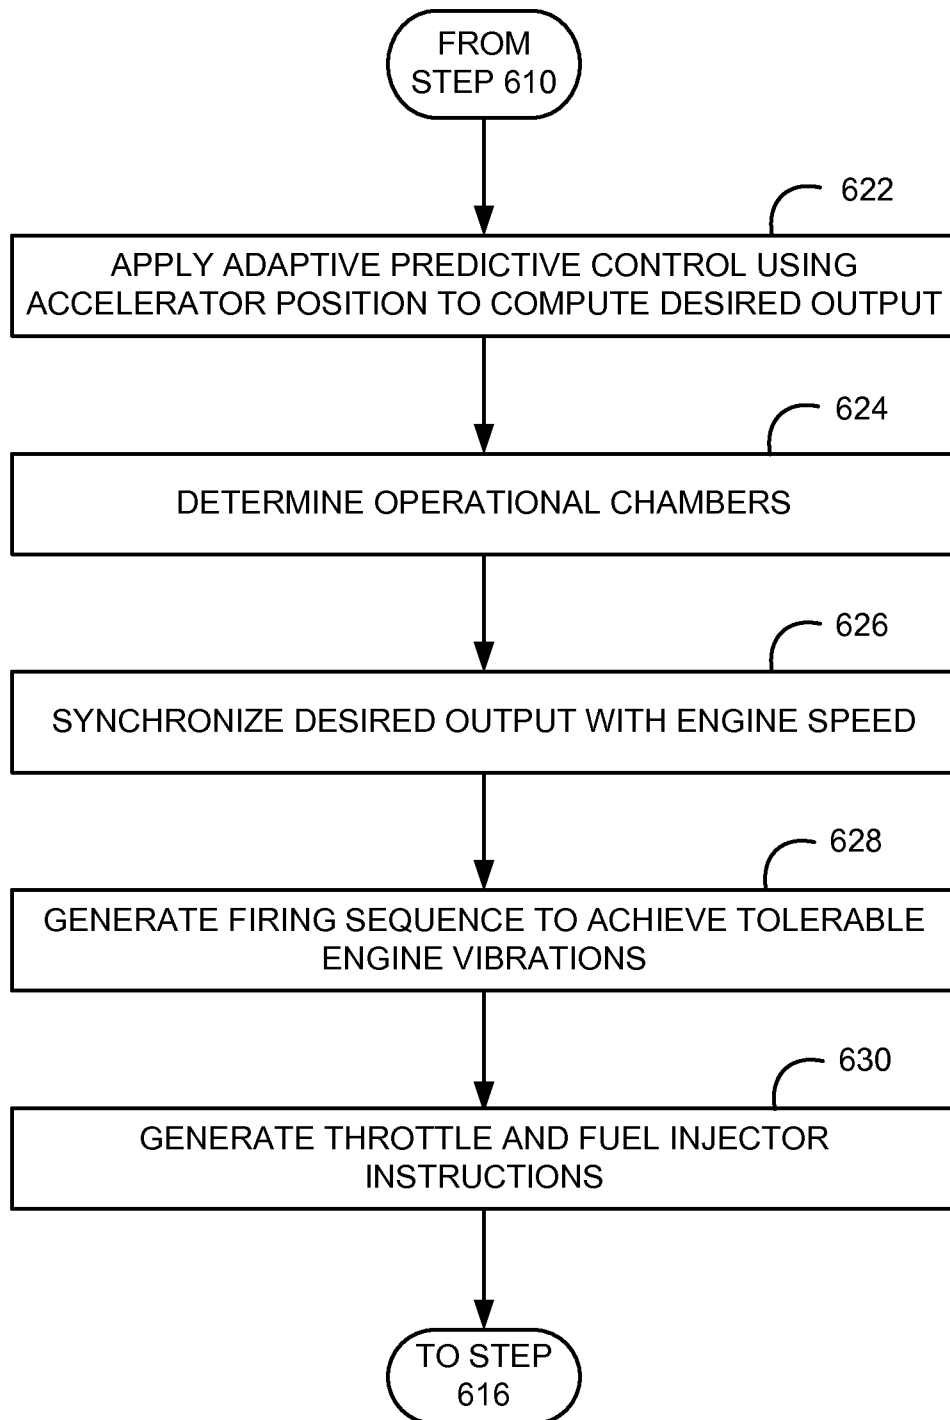 FROM
STEP 610
622
APPLY ADAPTIVE PREDICTIVE CONTROL USING
ACCELERATOR POSITION TO COMPUTE DESIRED OUTPUT
624
DETERMINE OPERATIONAL CHAMBERS
626
SYNCHRONIZE DESIRED OUTPUT WITH ENGINE SPEED
628
GENERATE FIRING SEQUENCE TO ACHIEVE TOLERABLE
ENGINE VIBRATIONS
630
GENERATE THROTTLE AND FUEL INJECTOR
INSTRUCTIONS
TO STEP
616